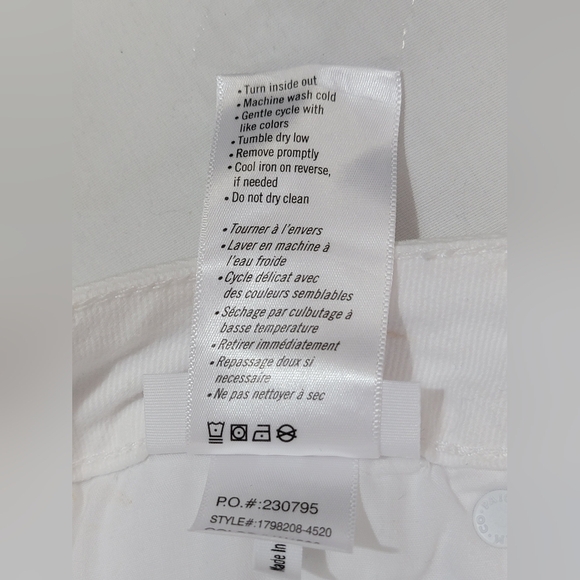 • Turn inside out
• Machine wash cold
• Gentle cycle with
like colors
• Tumble dry low
• Remove promptly
• Cool iron on reverse,
if needed
• Do not dry clean
• Tourner à l'envers
• Laver en machine à
l'eau froide
• Cycle délicat avec
des couleurs semblables
• Séchage par culbutage à
basse temperature
• Retirer immédiatement
• Repassage doux si
necessaire
• Ne pas nettoyer à sec
P.O.#:230795
STYLE#:1798208-4520
Made In